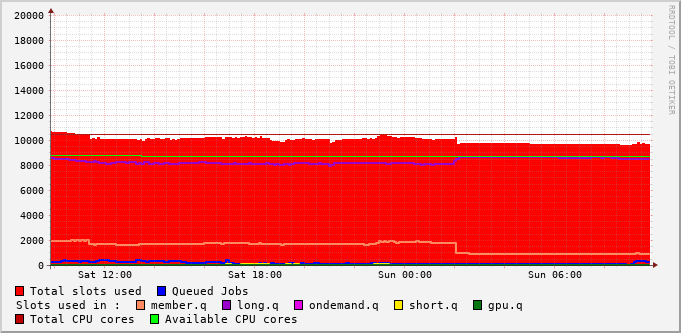 RRDTOOL / TOBI OETIKER
20000
18000
16000
14000
12000
10000
8000
6000
4000
2000
0
Sat 12:00 Sat 18:00 Sun 00:00 Sun 06:00
Total slots used Queued Jobs
Slots used in : member.q long.q ondemand.q short.q gpu.q
Total CPU cores Available CPU cores